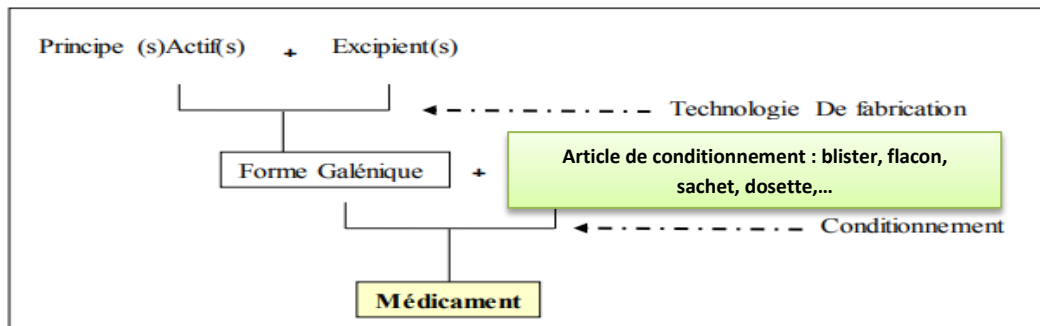 Principe (s)Actif(s) + Excipient(s)
Technologie De fabrication
Forme Galénique + Article de conditionnement : blister, flacon,
sachet, dosette,...
Conditionnement
Médicament